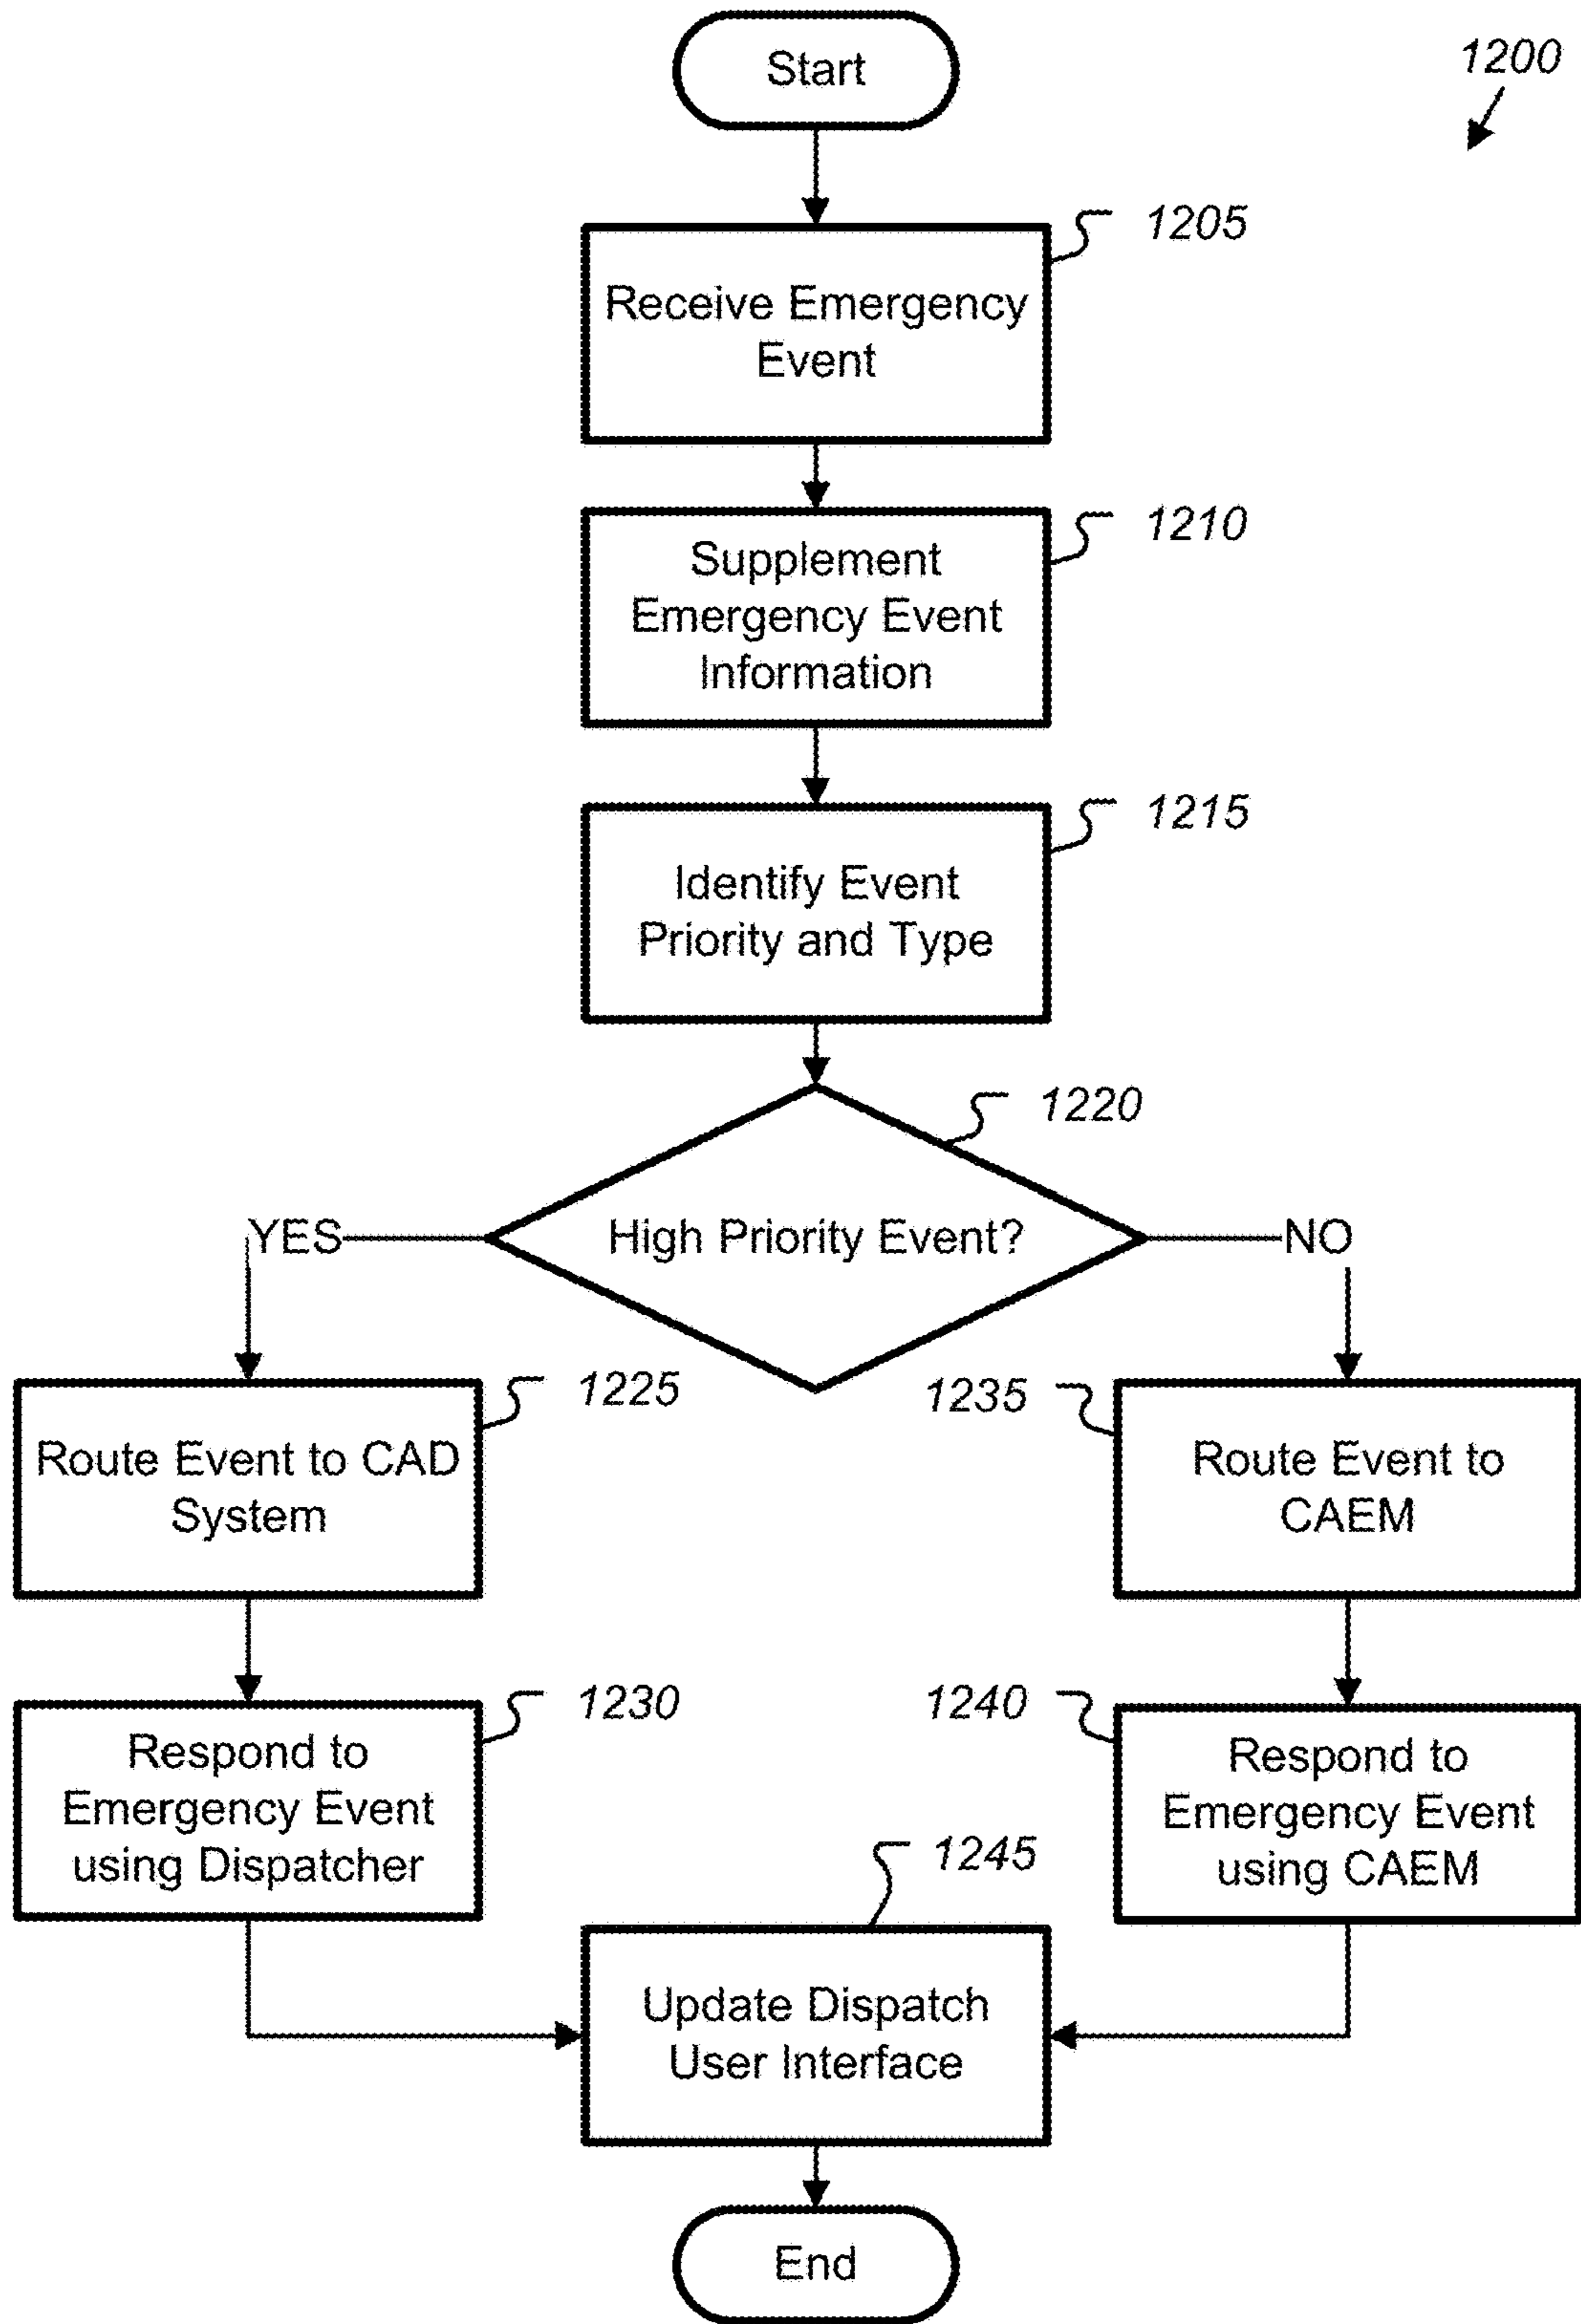 Start
1200
1205
Receive Emergency
Event
1210
Supplement
Emergency Event
Information
1215
Identify Event
Priority and Type
1220
High Priority Event?
YES
NO
1225
Route Event to CAD
System
1235
Route Event to
CAEM
1230
Respond to
Emergency Event
using Dispatcher
1240
Respond to
Emergency Event
using CAEM
1245
Update Dispatch
User Interface
End